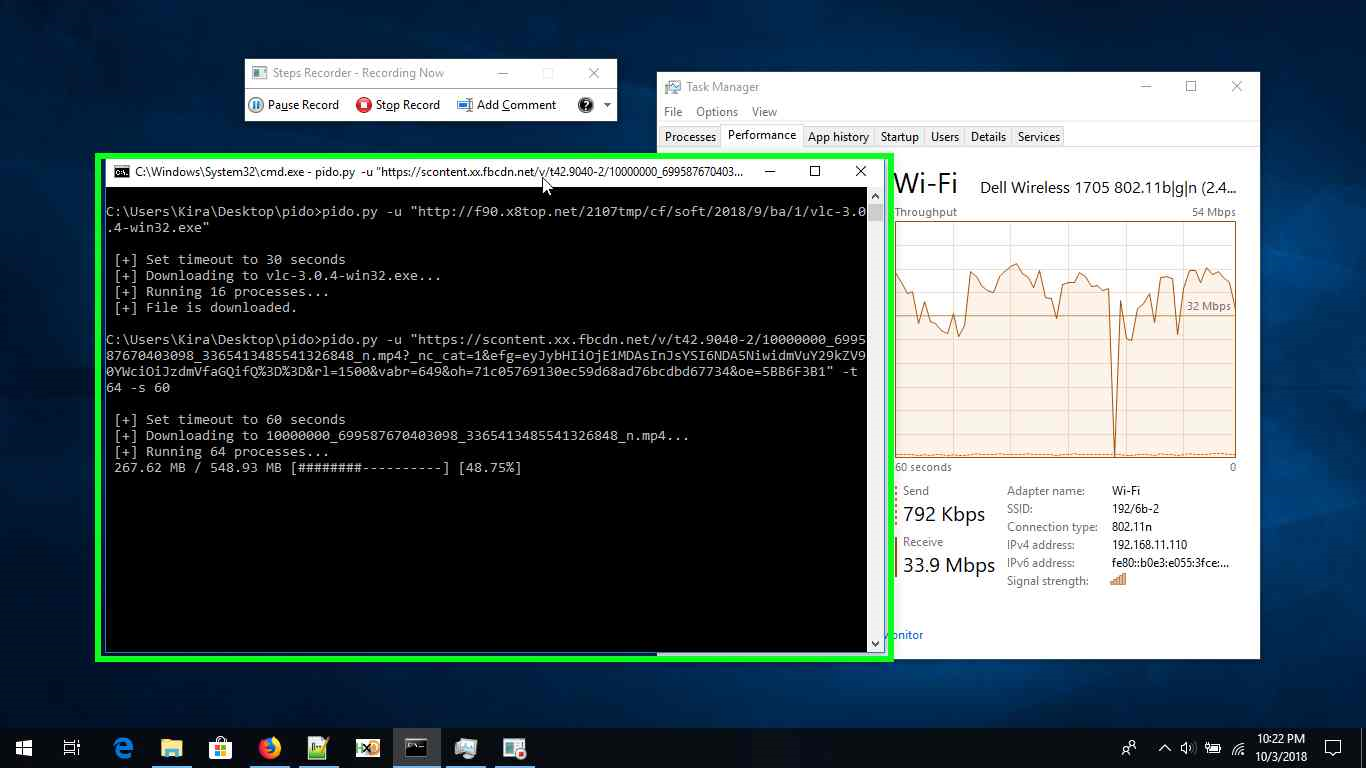 Steps Recorder - Recording Now
Pause Record
Stop Record
Add Comment
Task Manager
File Options View
Processes Performance App history Startup Users Details Services
C:\Windows\System32\cmd.exe - pido.py -u "https://scontent.xx.fbcdn.net/v/t42.9040-2/10000000_699587670403...
C:\Users\Kira\Desktop\pido>pido.py -u "http://f90.x8top.net/2107tmp/cf/soft/2018/9/ba/1/vlc-3.0
.4-win32.exe"
[+] Set timeout to 30 seconds
[+] Downloading to vlc-3.0.4-win32.exe...
[+] Running 16 processes...
[+] File is downloaded.
C:\Users\Kira\Desktop\pido>pido.py -u "https://scontent.xx.fbcdn.net/v/t42.9040-2/10000000_6995
87670403098_3365413485541326848_n.mp4?_nc_cat=1&efg=eyJybHIiOjE1MDAsInJsYSI6NDA5NiwidmVuY29kZV9
0YWciOiJzdmVfaGQifQ%3D%3D&rl=1500&vabr=649&oh=71c05769130ec59d68ad76bcdbd67734&oe=5BB6F3B1" -t
64 -s 60
[+] Set timeout to 60 seconds
[+] Downloading to 10000000_699587670403098_3365413485541326848_n.mp4...
[+] Running 64 processes...
267.62 MB / 548.93 MB [########----------] [48.75%]
Wi-Fi
Dell Wireless 1705 802.11b|g|n (2.4...
Throughput
54 Mbps
32 Mbps
60 seconds
0
Send
792 Kbps
Receive
33.9 Mbps
Adapter name: Wi-Fi
SSID: 192/6b-2
Connection type: 802.11n
IPv4 address: 192.168.11.110
IPv6 address: fe80::b0e3:e055:3fce:...
Signal strength:
onitor
10:22 PM
10/3/2018